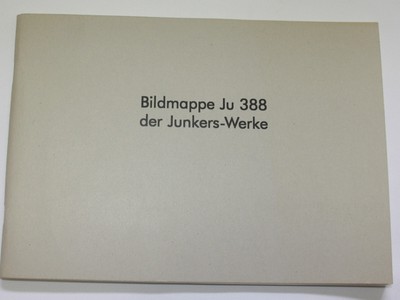 Bildmappe Ju 388
der Junkers-Werke